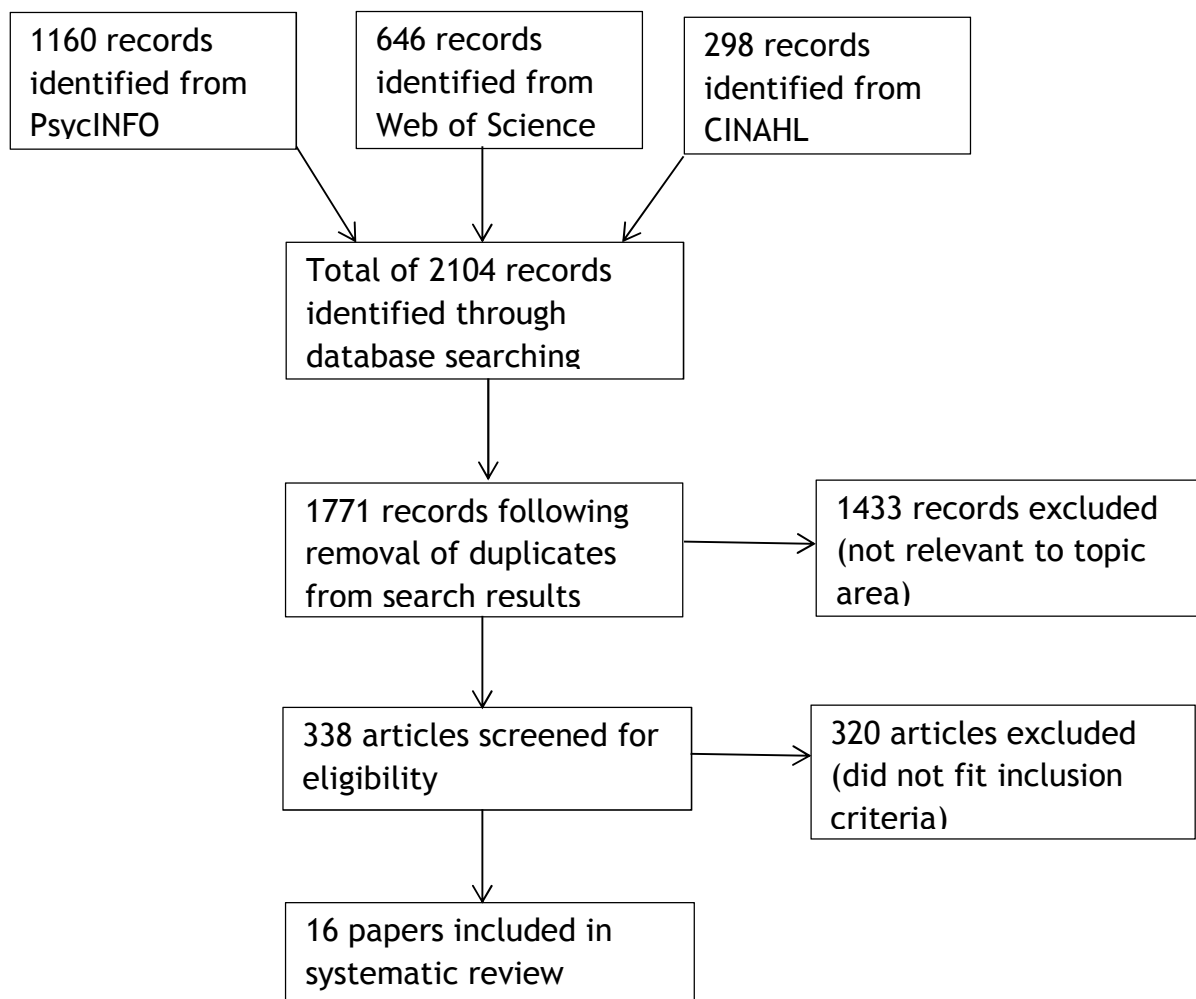 1160 records
identified from
PsycINFO
646 records
identified from
Web of Science
298 records
identified from
CINAHL
Total of 2104 records
identified through
database searching
1771 records following
removal of duplicates
from search results
1433 records excluded
(not relevant to topic
area)
338 articles screened for
eligibility
320 articles excluded
(did not fit inclusion
criteria)
16 papers included in
systematic review